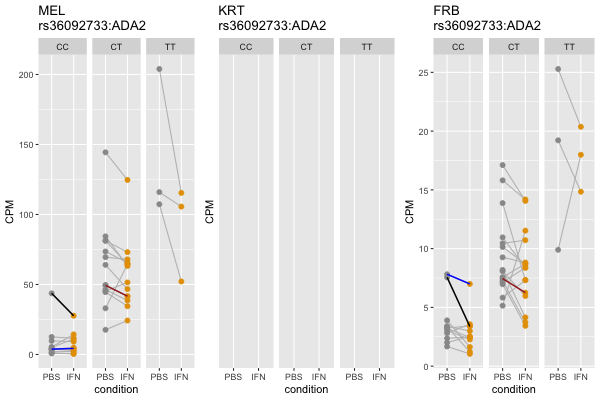 MEL
rs36092733:ADA2
CC CT TT
200
150
100
50
0
CPM
PBS IFN PBS IFN PBS IFN
condition
KRT
rs36092733:ADA2
CC CT TT
CPM
PBS IFN PBS IFN PBS IFN
condition
FRB
rs36092733:ADA2
CC CT TT
25
20
15
10
5
0
CPM
PBS IFN PBS IFN PBS IFN
condition